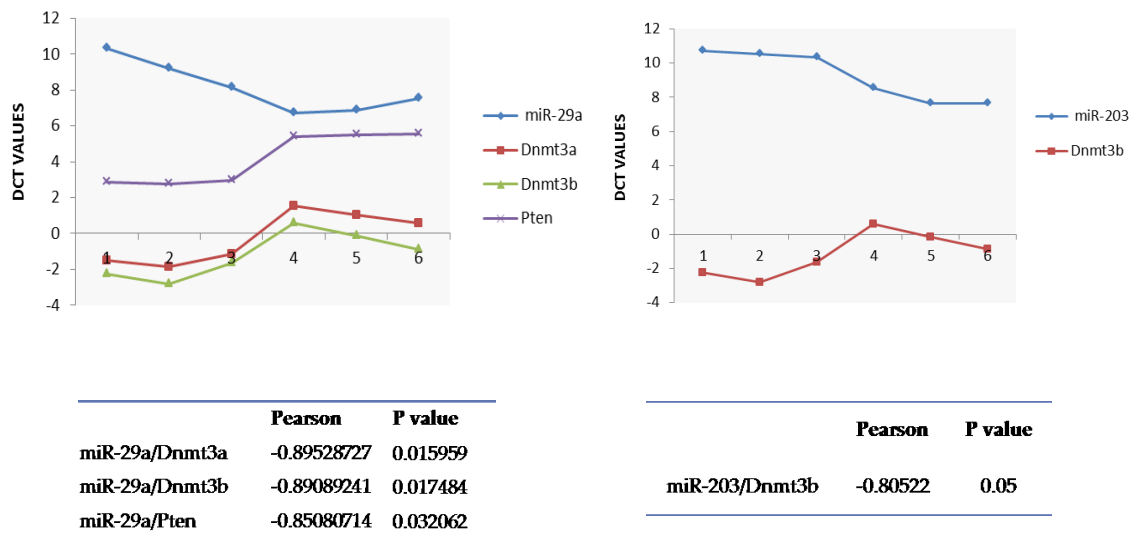 12
10
8
6
4
2
0
-2
-4
DCT VALUES
1 2 3 4 5 6
miR-29a
Dnmt3a
Dnmt3b
Pten
12
10
8
6
4
2
0
-2
-4
DCT VALUES
1 2 3 4 5 6
miR-203
Dnmt3b
Pearson P value
miR-29a/Dnmt3a -0.89528727 0.015959
miR-29a/Dnmt3b -0.89089241 0.017484
miR-29a/Pten -0.85080714 0.032062
Pearson P value
miR-203/Dnmt3b -0.80522 0.05